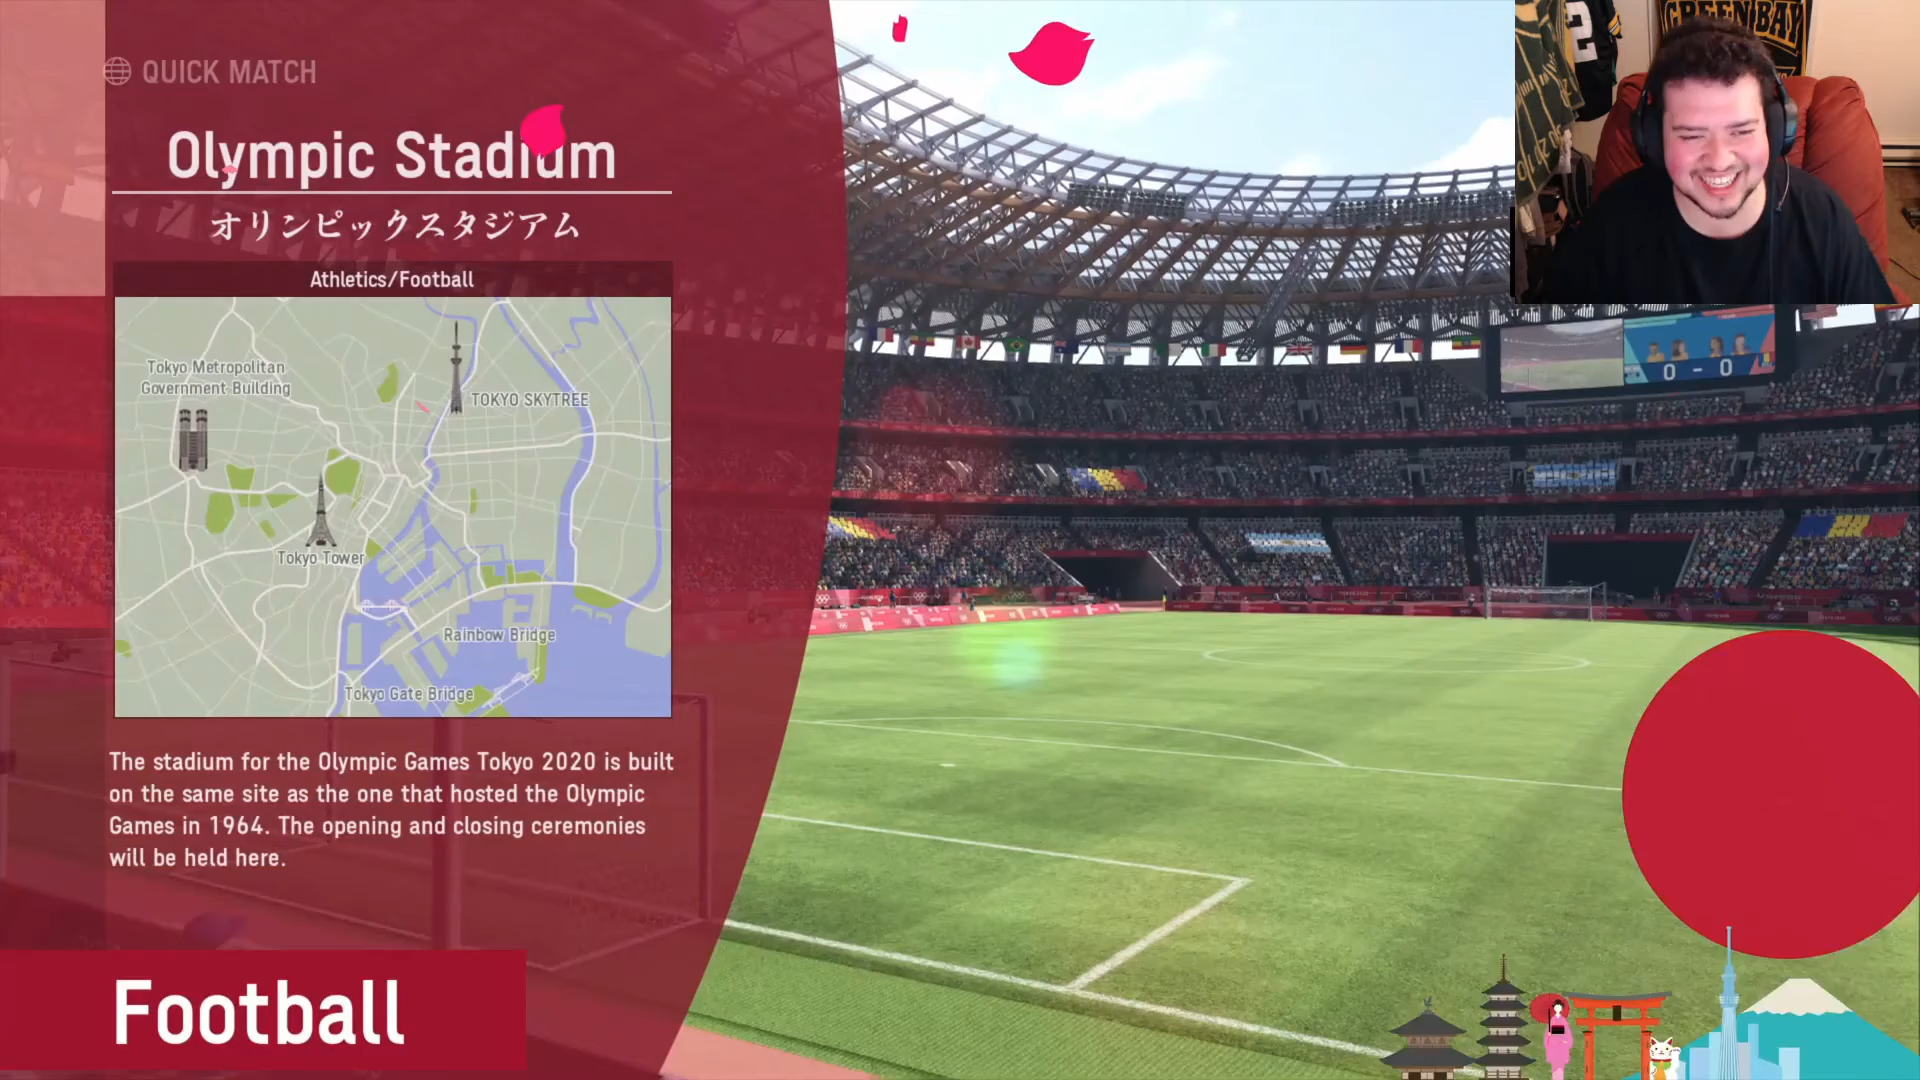 QUICK MATCH
Olympic Stadium
オリンピックスタジアム
Athletics/Football
Tokyo Metropolitan
Government Building
TOKYO SKYTREE
Tokyo Tower
Rainbow Bridge
Tokyo Gate Bridge
The stadium for the Olympic Games Tokyo 2020 is built
on the same site as the one that hosted the Olympic
Games in 1964. The opening and closing ceremonies
will be held here.
Football
GREEN BAY
2
0 - 0